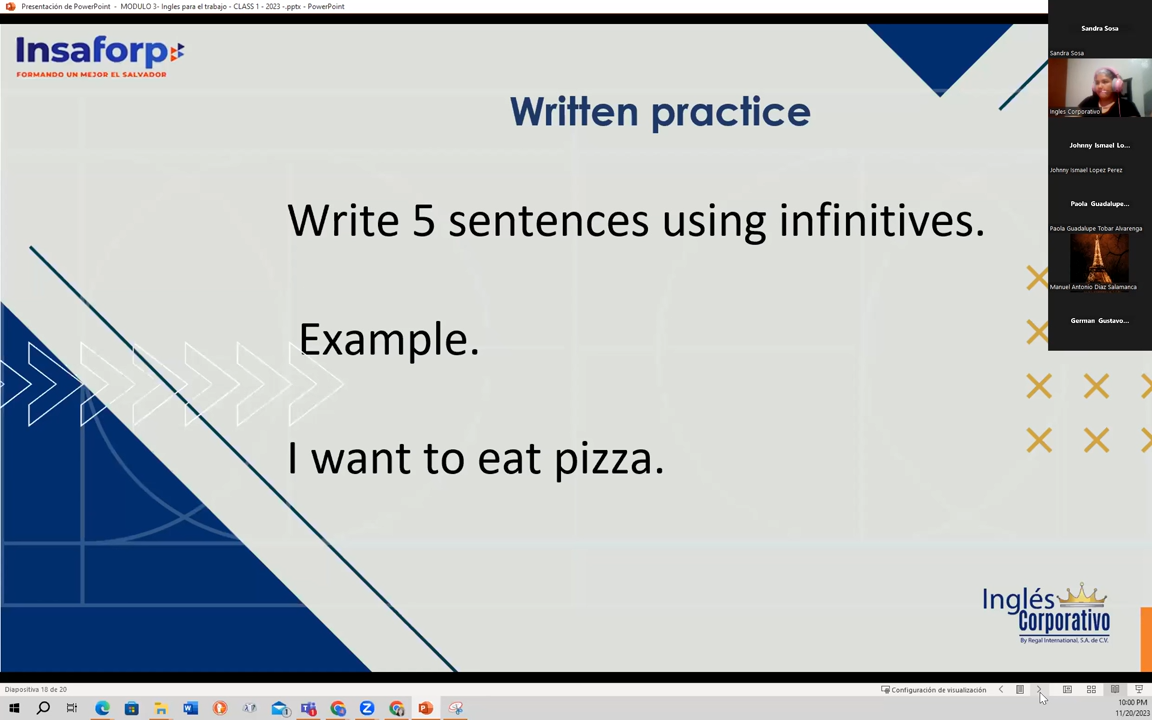 Presentación de PowerPoint - MODULO 3- Ingles para el trabajo - CLASS 1 - 2023 -.pptx - PowerPoint
Insaforp
FORMANDO UN MEJOR EL SALVADOR
Written practice
Write 5 sentences using infinitives.
Example.
I want to eat pizza.
Sandra Sosa
Sandra Sosa
Ingles Corporativo
Johnny Ismael Lo...
Johnny Ismael Lopez Perez
Paola Guadalupe...
Paola Guadalupe Tobar Alvarenga
Manuel Antonio Diaz Salamanca
German Gustavo...
Inglés
Corporativo
By Regal International, S.A. de C.V.
Diapositiva 18 de 20
Configuración de visualización
10:00 PM
11/20/2023